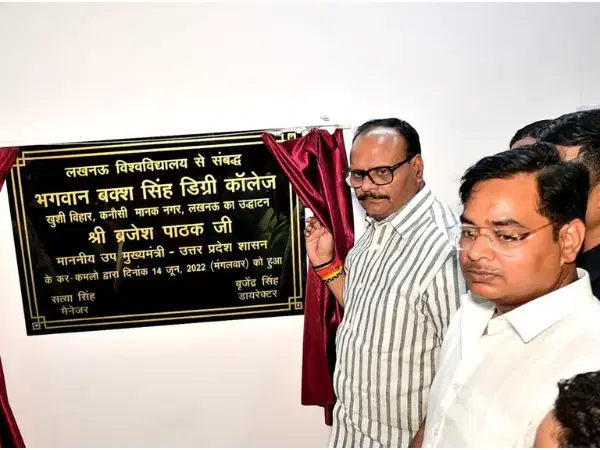 लखनऊ विश्वविद्यालय से संबद्ध
भगवान बक्श सिंह डिग्री कॉलेज
खुशी विहार, कनौसी मानक नगर, लखनऊ का उद्घाटन
श्री ब्रजेश पाठक जी
माननीय उप मुख्यमन्त्री - उत्तर प्रदेश शासन
के कर-कमलो द्वारा दिनांक 14 जून, 2022 (मंगलवार) को हुआ
सत्या सिंह बृजेंद्र सिंह
मैनेजर डायरेक्टर